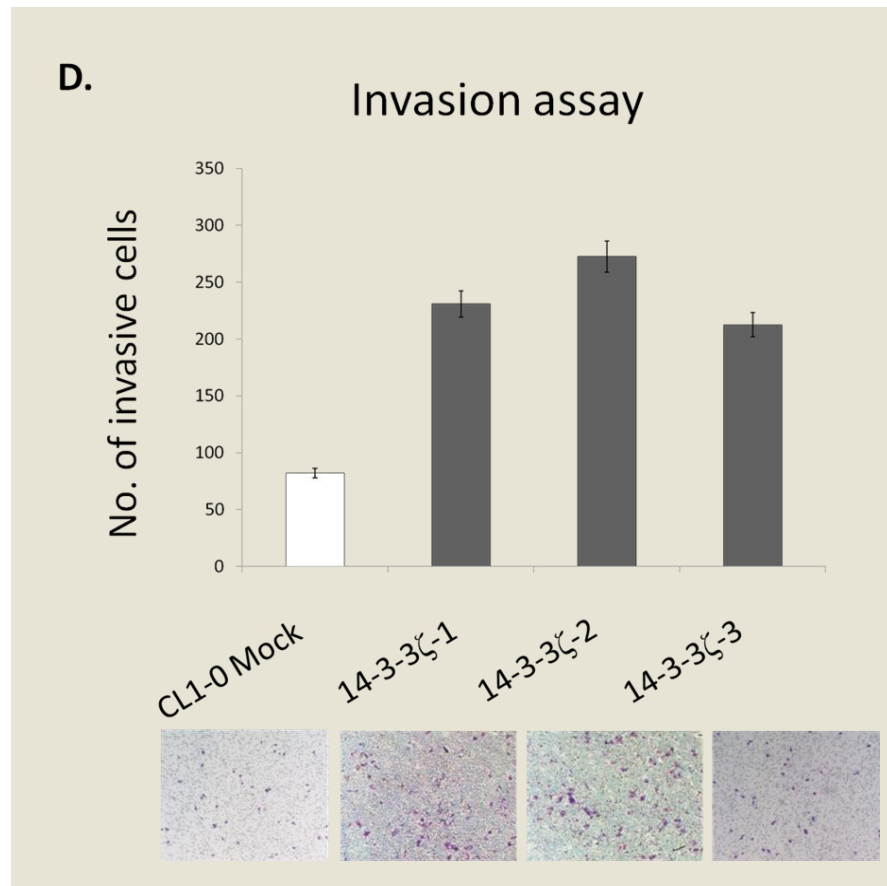 D.
Invasion assay
No. of invasive cells
350
300
250
200
150
100
50
0
CL1-0 Mock
14-3-3ζ-1
14-3-3ζ-2
14-3-3ζ-3